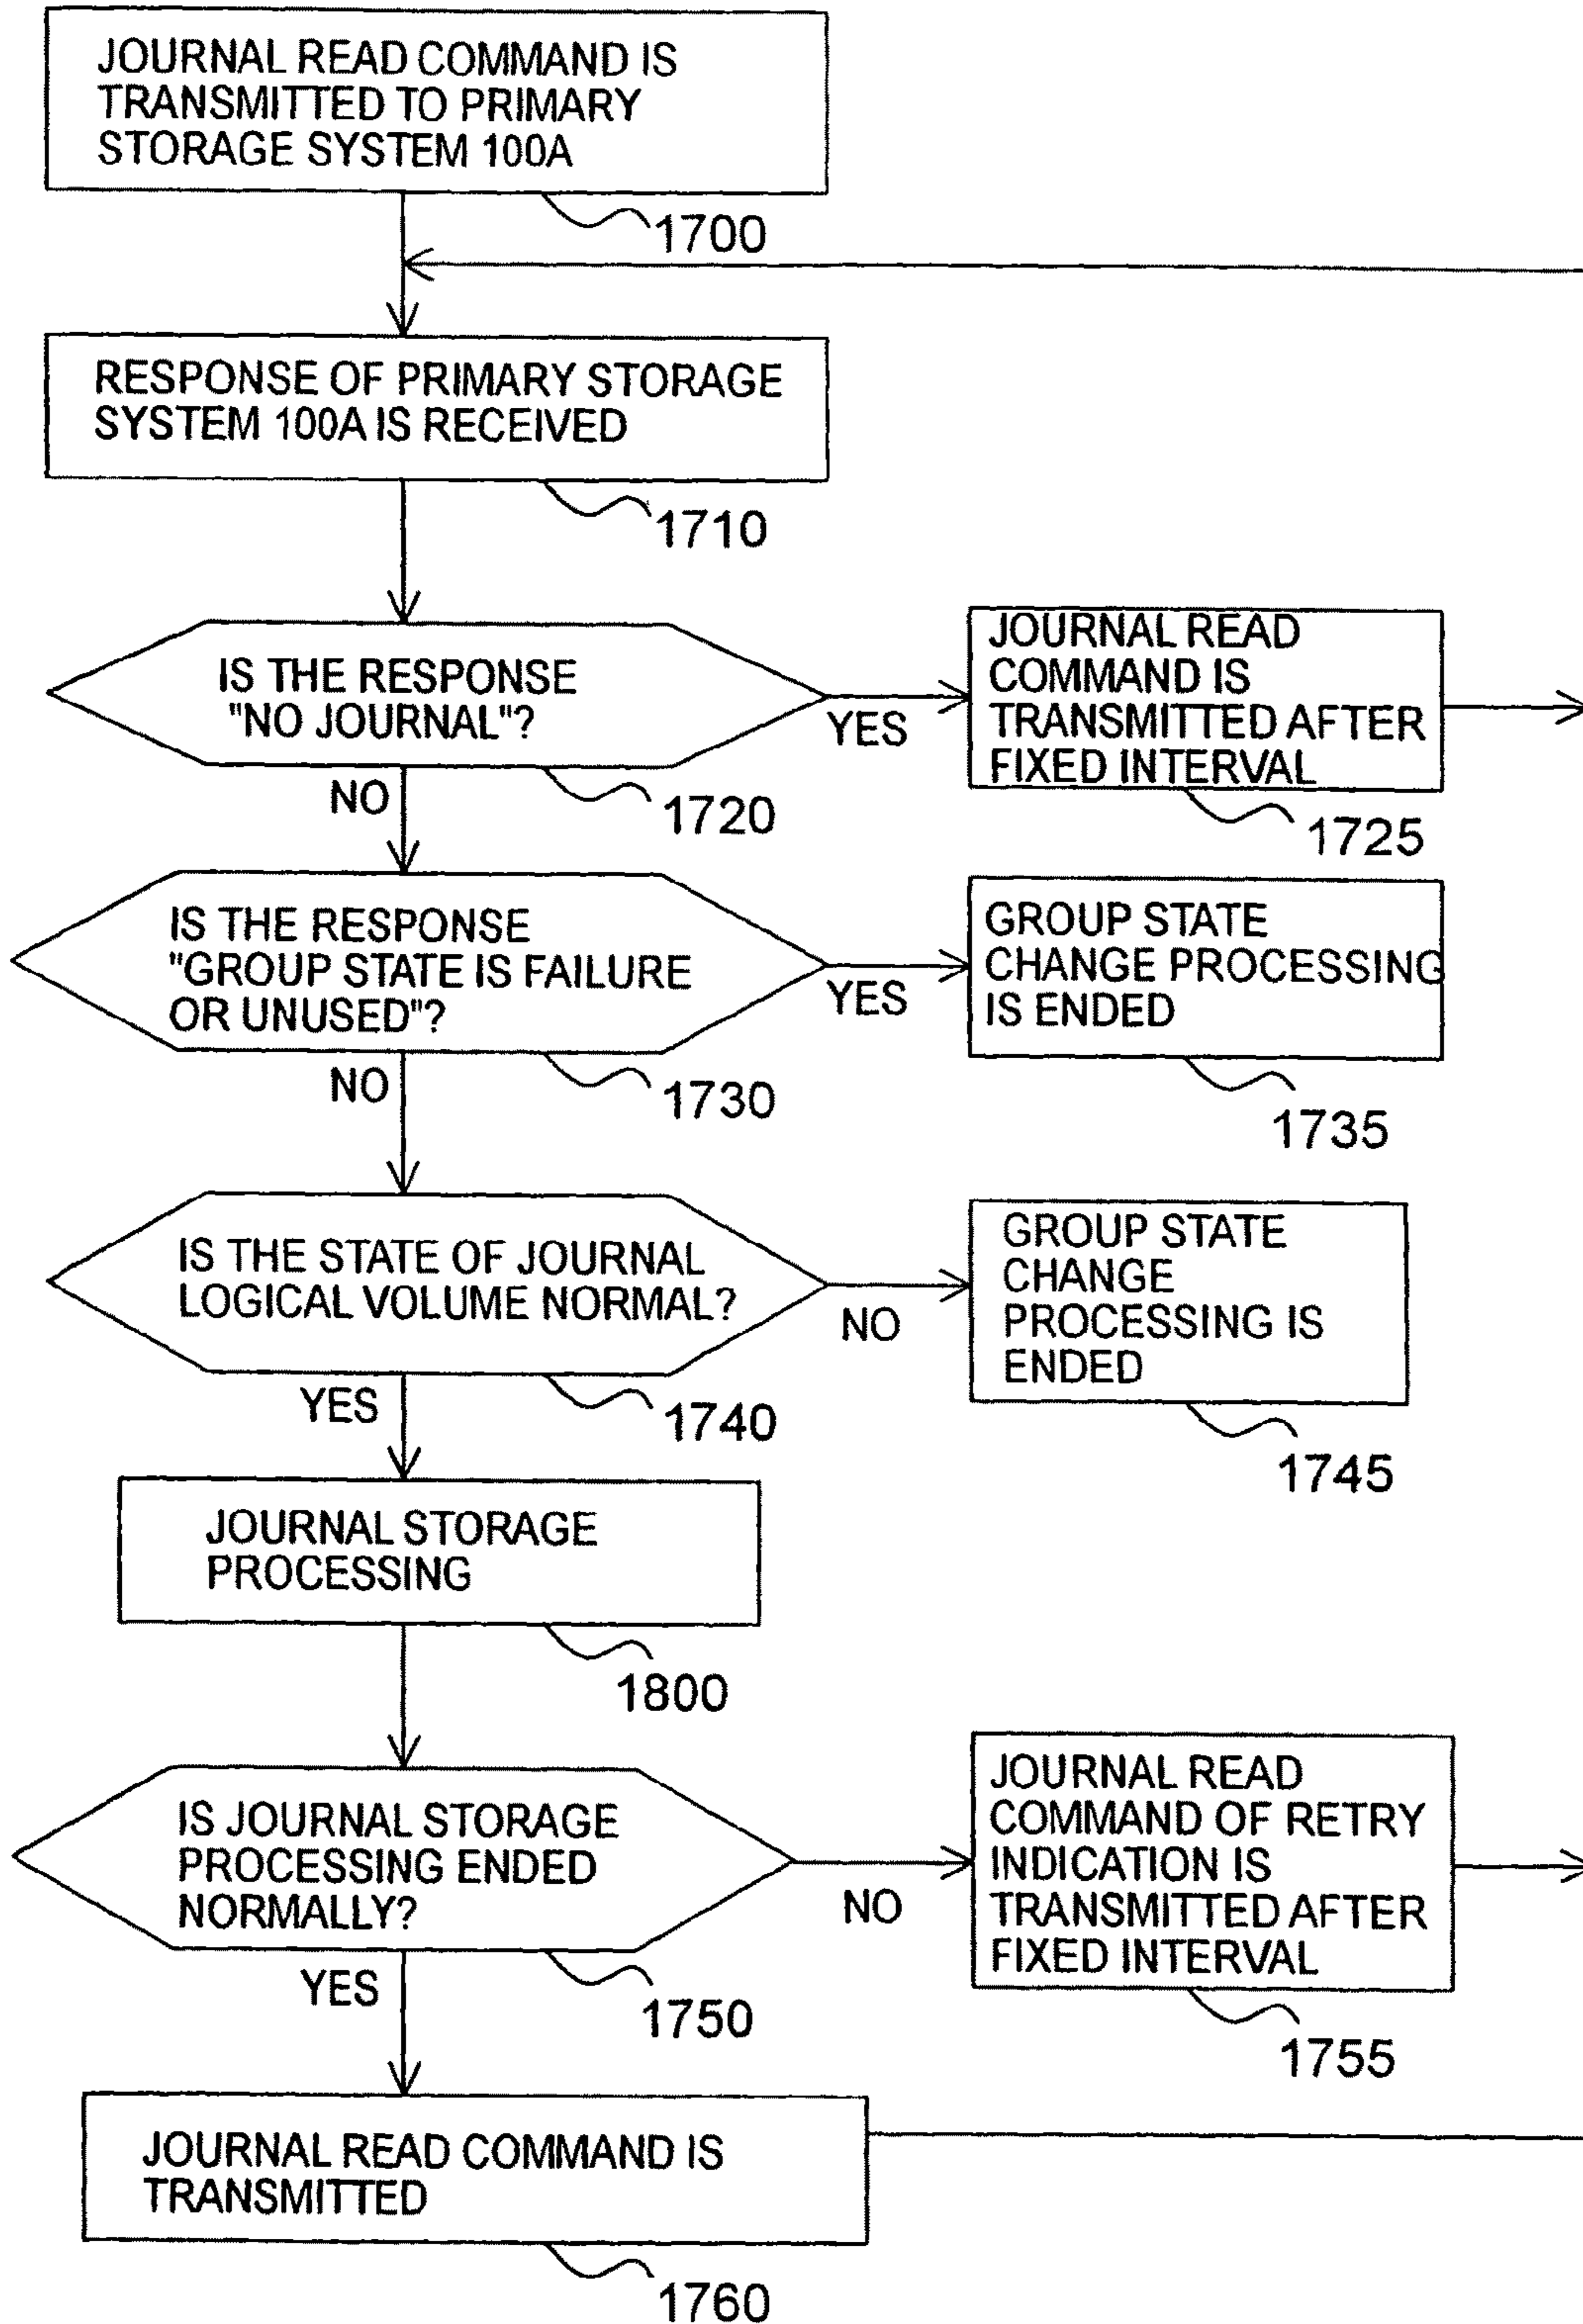 JOURNAL READ COMMAND IS
TRANSMITTED TO PRIMARY
STORAGE SYSTEM 100A
1700
RESPONSE OF PRIMARY STORAGE
SYSTEM 100A IS RECEIVED
1710
IS THE RESPONSE
"NO JOURNAL"?
YES
NO
1720
JOURNAL READ
COMMAND IS
TRANSMITTED AFTER
FIXED INTERVAL
1725
IS THE RESPONSE
"GROUP STATE IS FAILURE
OR UNUSED"?
YES
NO
1730
GROUP STATE
CHANGE PROCESSING
IS ENDED
1735
IS THE STATE OF JOURNAL
LOGICAL VOLUME NORMAL?
NO
YES
1740
GROUP STATE
CHANGE
PROCESSING IS
ENDED
1745
JOURNAL STORAGE
PROCESSING
1800
IS JOURNAL STORAGE
PROCESSING ENDED
NORMALLY?
NO
YES
1750
JOURNAL READ
COMMAND OF RETRY
INDICATION IS
TRANSMITTED AFTER
FIXED INTERVAL
1755
JOURNAL READ COMMAND IS
TRANSMITTED
1760